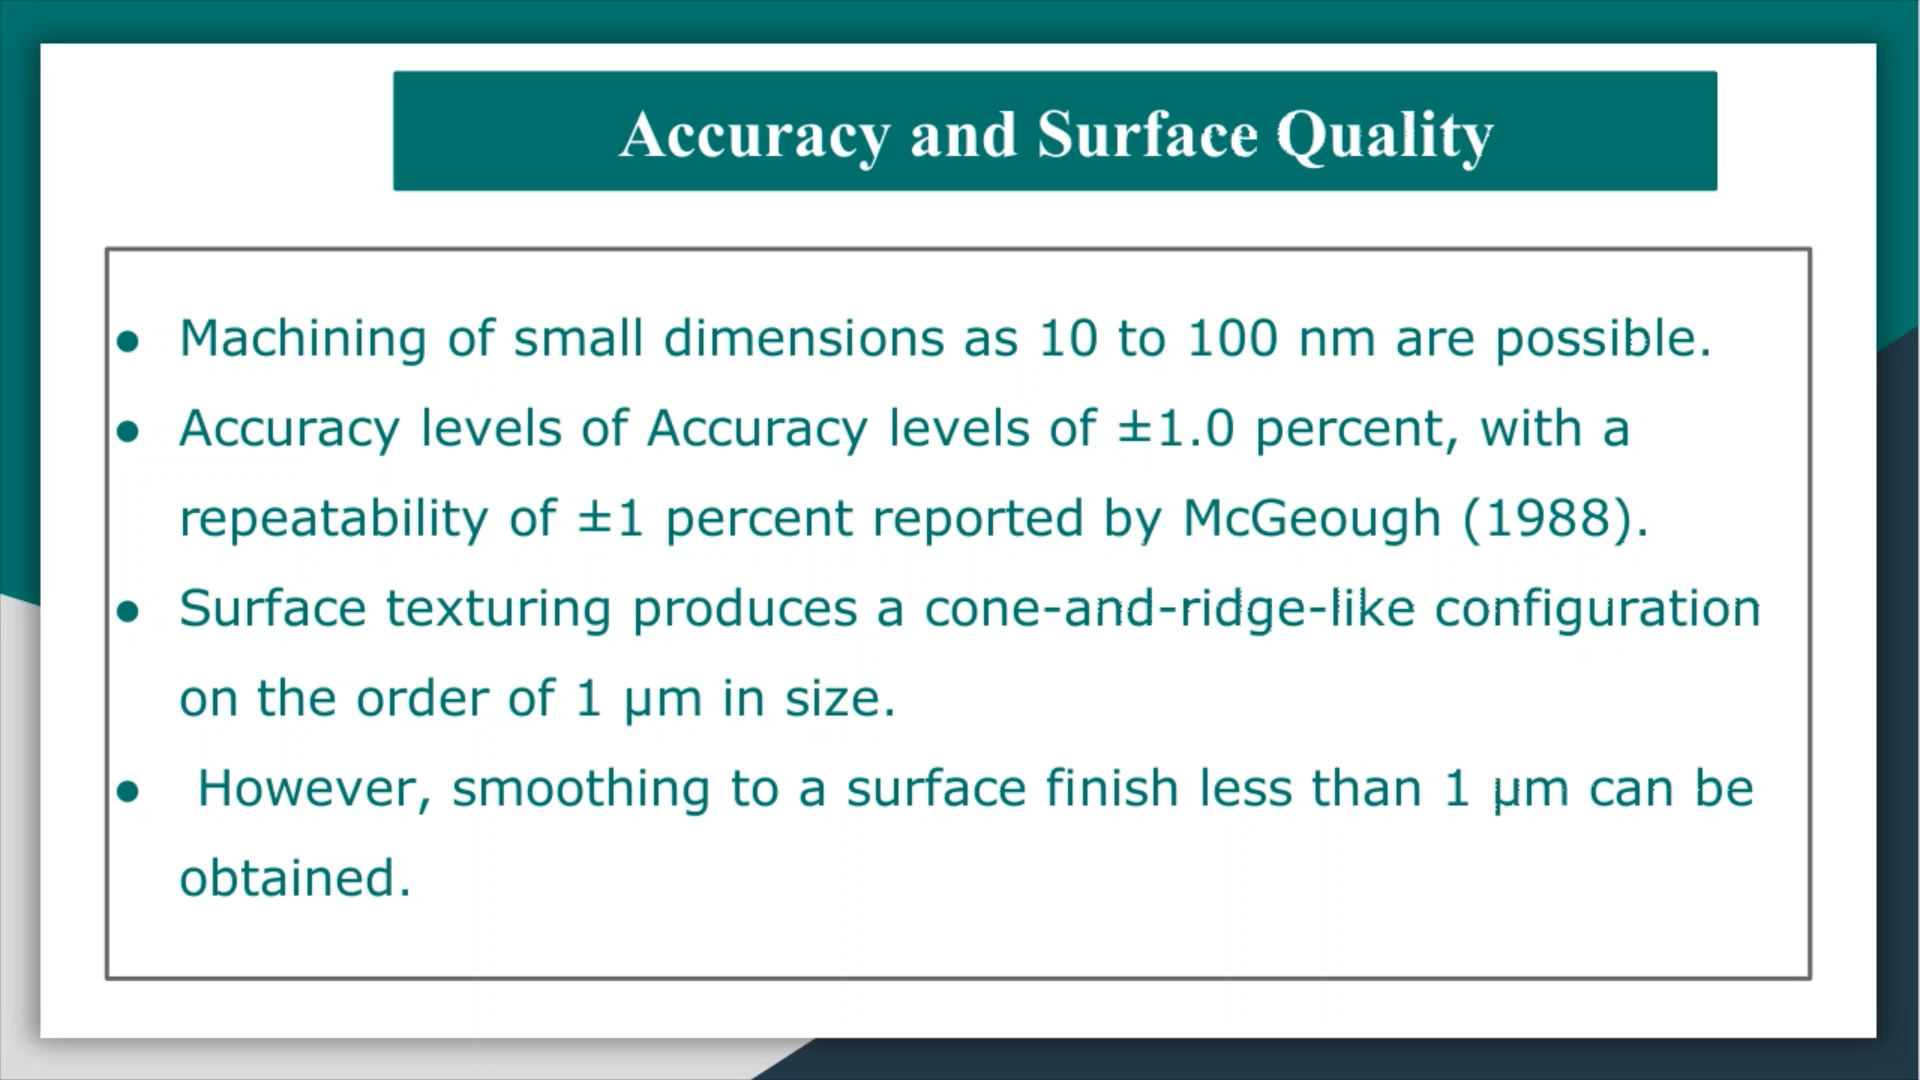 Accuracy and Surface Quality
● Machining of small dimensions as 10 to 100 nm are possible.
● Accuracy levels of Accuracy levels of ±1.0 percent, with a
repeatability of ±1 percent reported by McGeough (1988).
● Surface texturing produces a cone-and-ridge-like configuration
on the order of 1 μm in size.
● However, smoothing to a surface finish less than 1 μm can be
obtained.